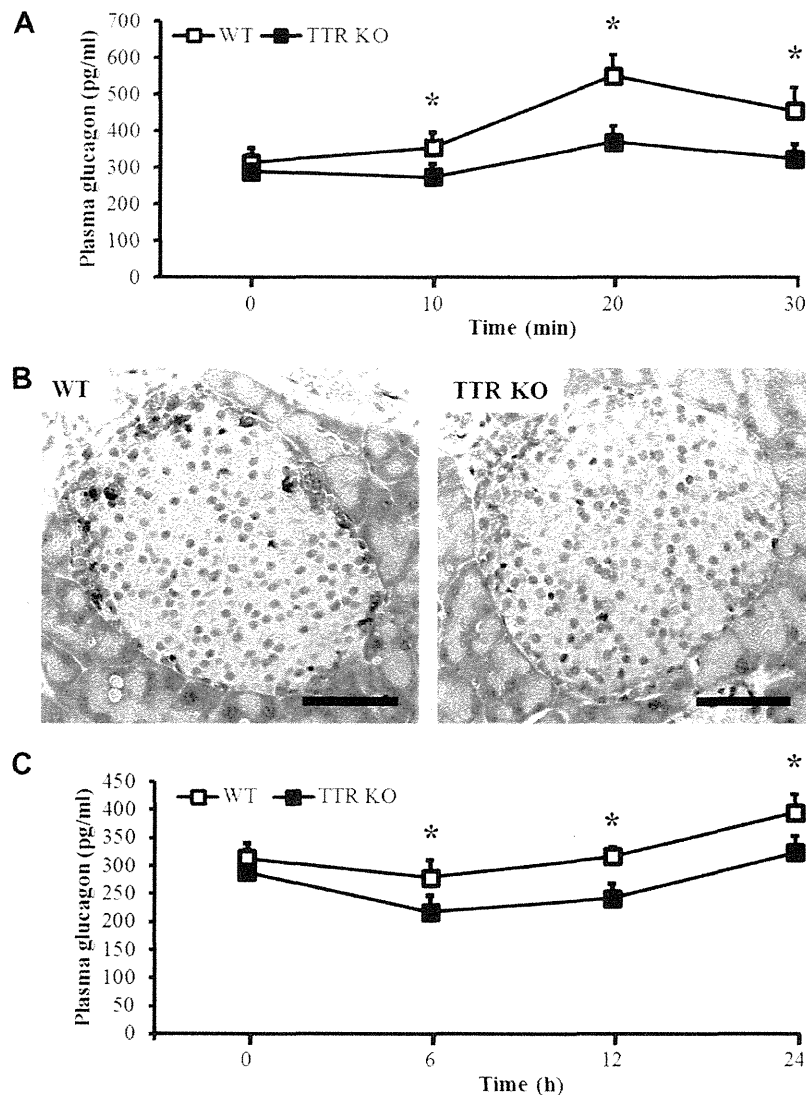 A
WT TTR KO
Plasma glucagon (pg/ml)
700
600
500
400
300
200
100
0
*
*
*
0 10 20 30
Time (min)
B
WT
TTR KO
C
WT TTR KO
Plasma glucagon (pg/ml)
450
400
350
300
250
200
150
100
50
0
*
*
*
0 6 12 24
Time (h)